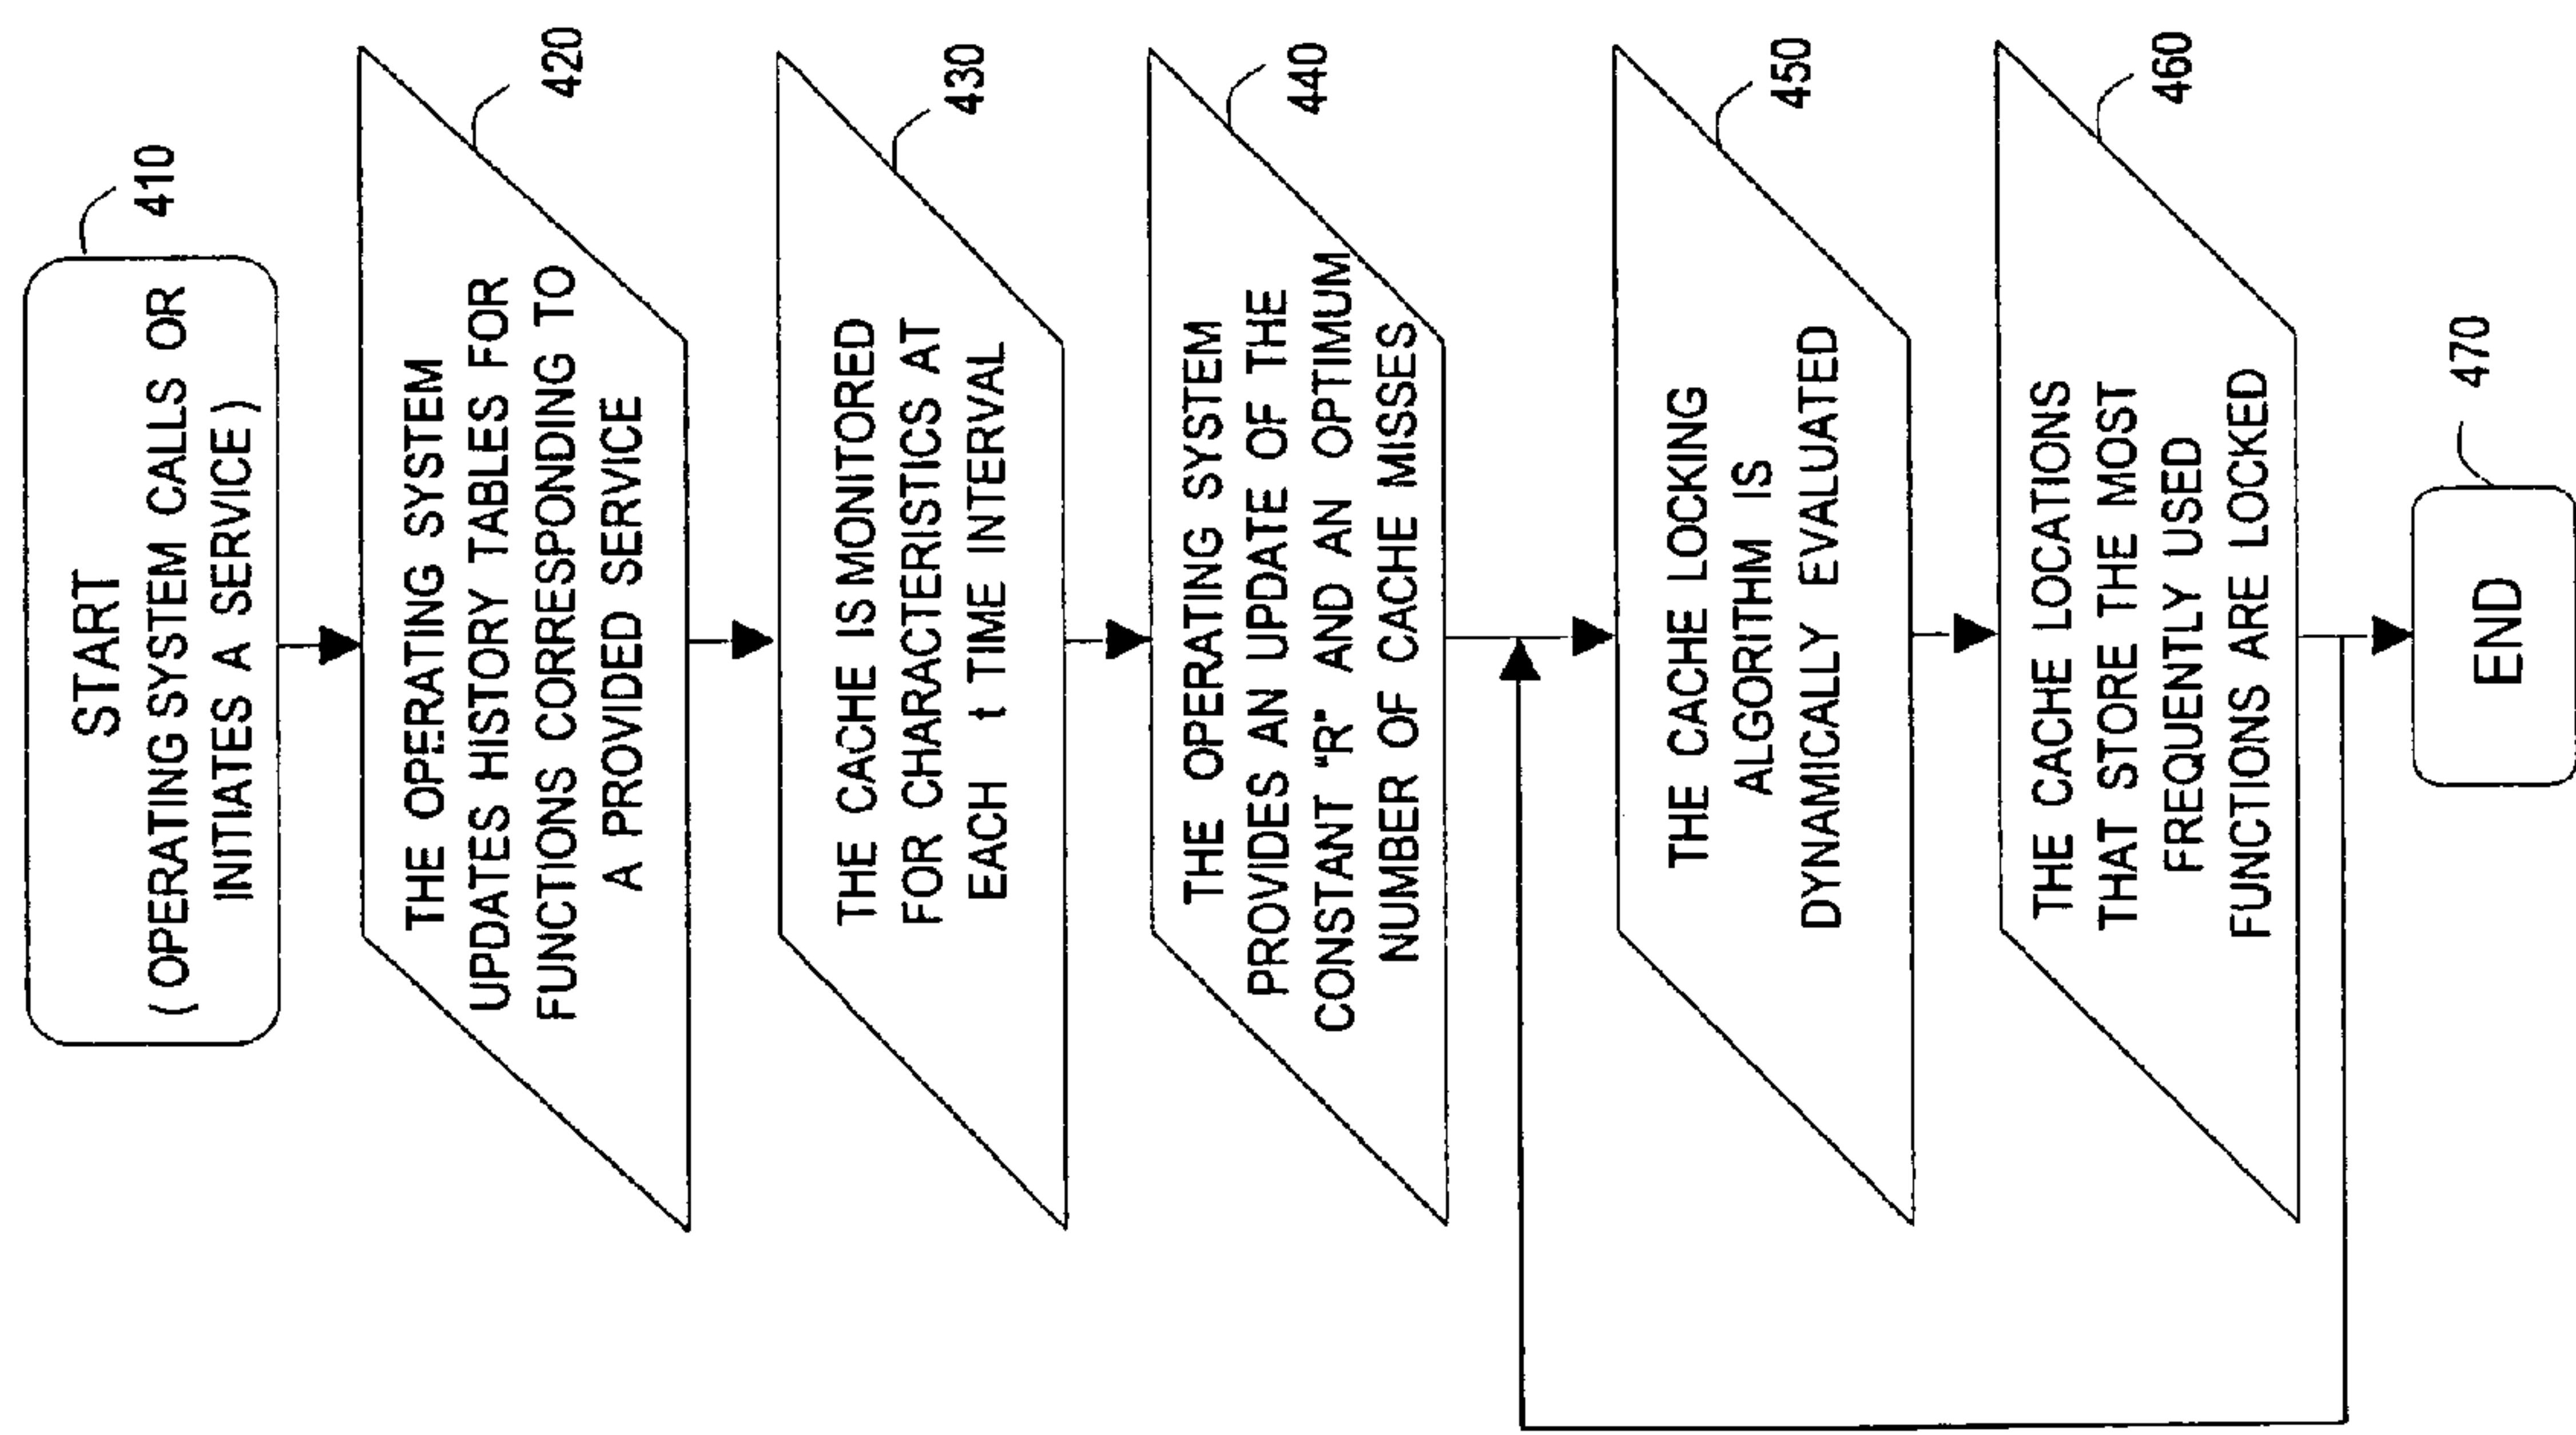 START
( OPERATING SYSTEM CALLS OR
INITIATES A SERVICE )
410
THE OPERATING SYSTEM
UPDATES HISTORY TABLES FOR
FUNCTIONS CORRESPONDING TO
A PROVIDED SERVICE
420
THE CACHE IS MONITORED
FOR CHARACTERISTICS AT
EACH t TIME INTERVAL
430
THE OPERATING SYSTEM
PROVIDES AN UPDATE OF THE
CONSTANT "R" AND AN OPTIMUM
NUMBER OF CACHE MISSES
440
THE CACHE LOCKING
ALGORITHM IS
DYNAMICALLY EVALUATED
450
THE CACHE LOCATIONS
THAT STORE THE MOST
FREQUENTLY USED
FUNCTIONS ARE LOCKED
460
END
470